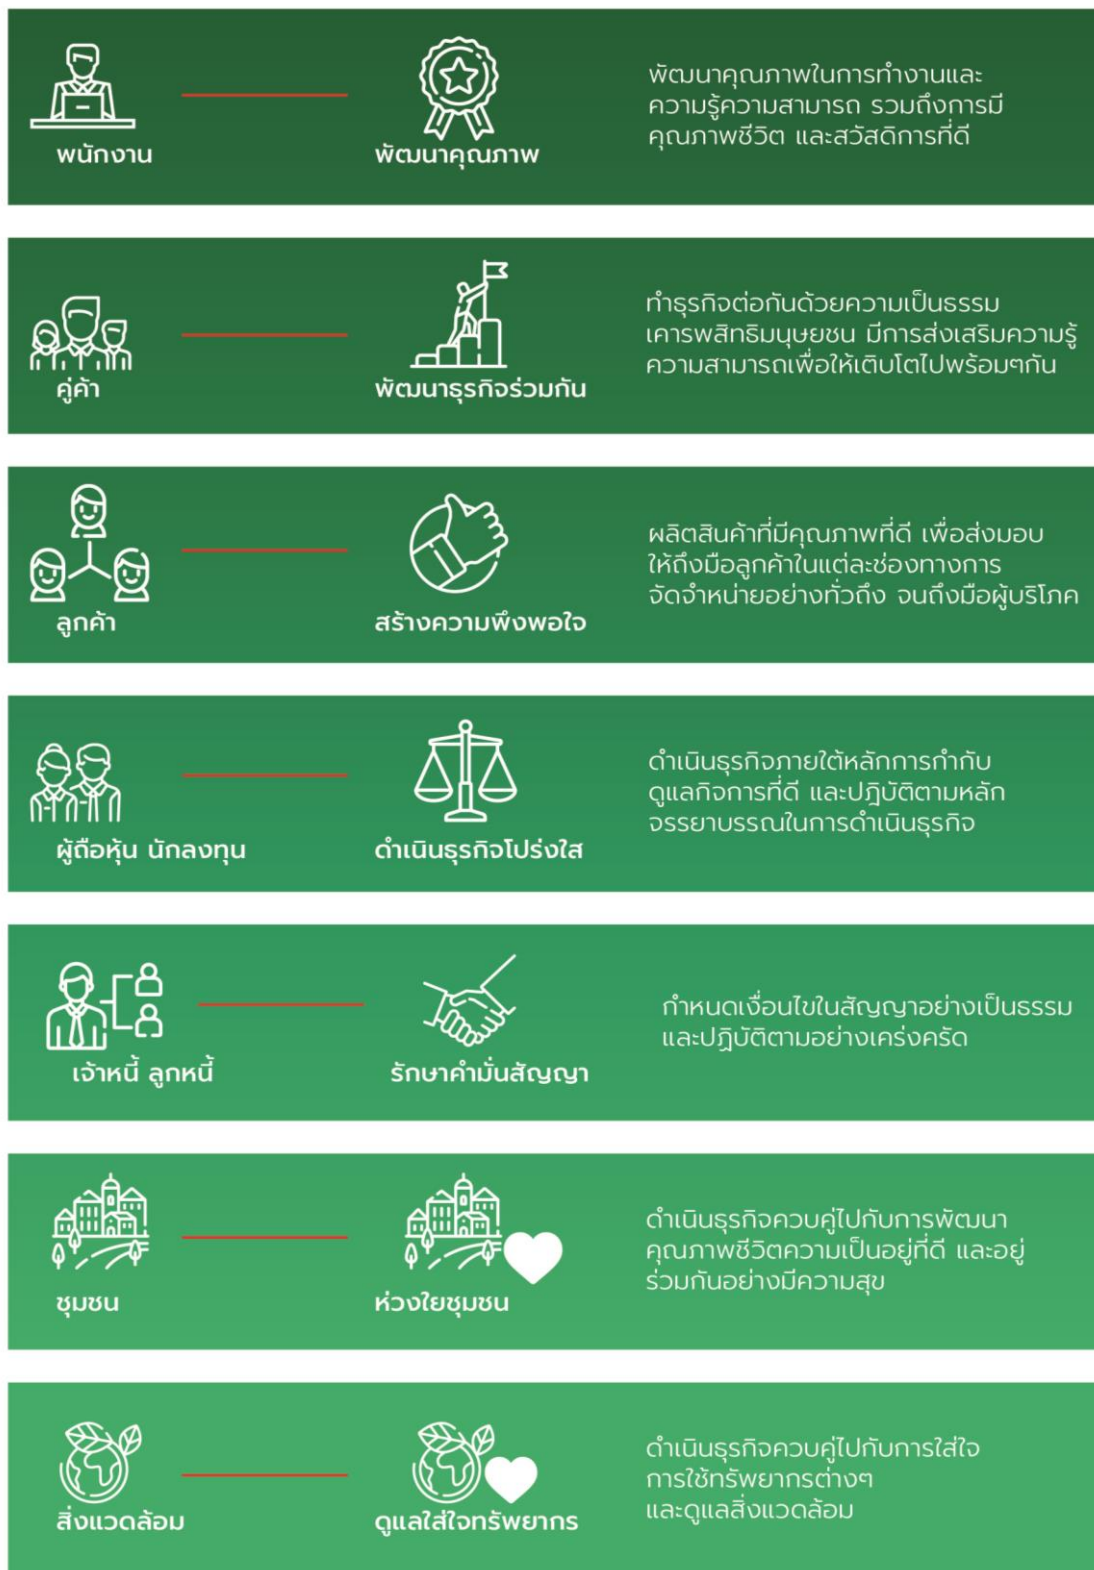 พนักงาน
พัฒนาคุณภาพ
พัฒนาคุณภาพในการทำงานและ
ความรู้ความสามารถ รวมถึงการมี
คุณภาพชีวิต และสวัสดิการที่ดี
คู่ค้า
พัฒนาธุรกิจร่วมกัน
ทำธุรกิจต่อกันด้วยความเป็นธรรม
เคารพสิทธิมนุษยชน มีการส่งเสริมความรู้
ความสามารถเพื่อให้เติบโตไปพร้อมๆกัน
ลูกค้า
สร้างความพึงพอใจ
ผลิตสินค้าที่มีคุณภาพที่ดี เพื่อส่งมอบ
ให้ถึงมือลูกค้าในแต่ละช่องทางการ
จัดจำหน่ายอย่างทั่วถึง จนถึงมือผู้บริโภค
ผู้ถือหุ้น นักลงทุน
ดำเนินธุรกิจโปร่งใส
ดำเนินธุรกิจภายใต้หลักการกำกับ
ดูแลกิจการที่ดี และปฎิบัติตามหลัก
จรรยาบรรณในการดำเนินธุรกิจ
เจ้าหนี้ ลูกหนี้
รักษาคำมั่นสัญญา
กำหนดเงื่อนไขในสัญญาอย่างเป็นธรรม
และปฏิบัติตามอย่างเคร่งครัด
ชุมชน
ห่วงใยชุมชน
ดำเนินธุรกิจควบคู่ไปกับการพัฒนา
คุณภาพชีวิตความเป็นอยู่ที่ดี และอยู่
ร่วมกันอย่างมีความสุข
สิ่งแวดล้อม
ดูแลใส่ใจทรัพยากร
ดำเนินธุรกิจควบคู่ไปกับการใส่ใจ
การใช้ทรัพยากรต่างๆ
และดูแลสิ่งแวดล้อม